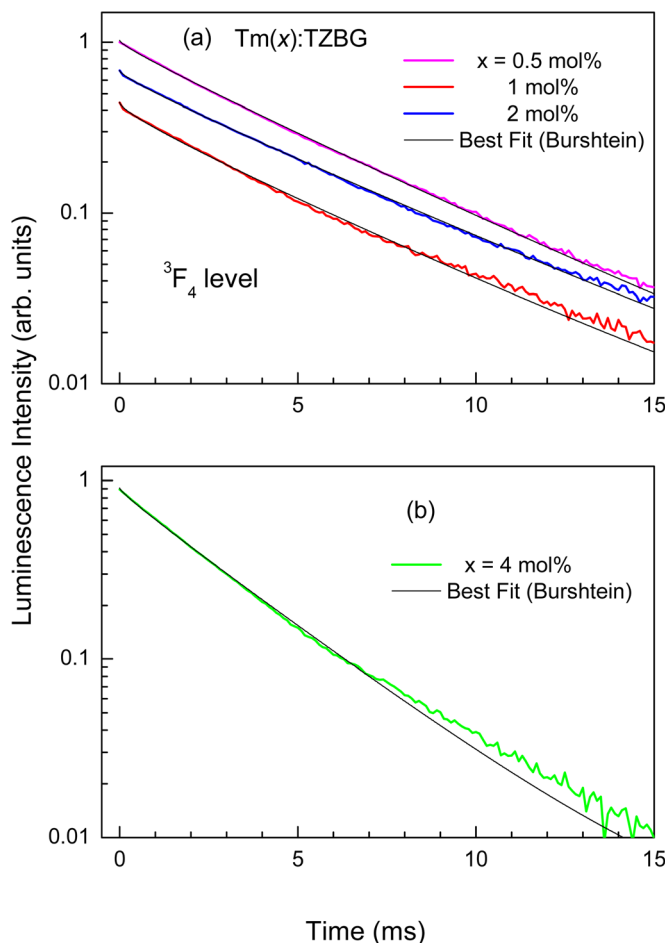 (a) Tm(x):TZBG
x = 0.5 mol%
1 mol%
2 mol%
Best Fit (Burshtein)
³F₄ level
1
0.1
0.01
0 5 10 15
Luminescence Intensity (arb. units)
(b)
x = 4 mol%
Best Fit (Burshtein)
1
0.1
0.01
0 5 10 15
Time (ms)